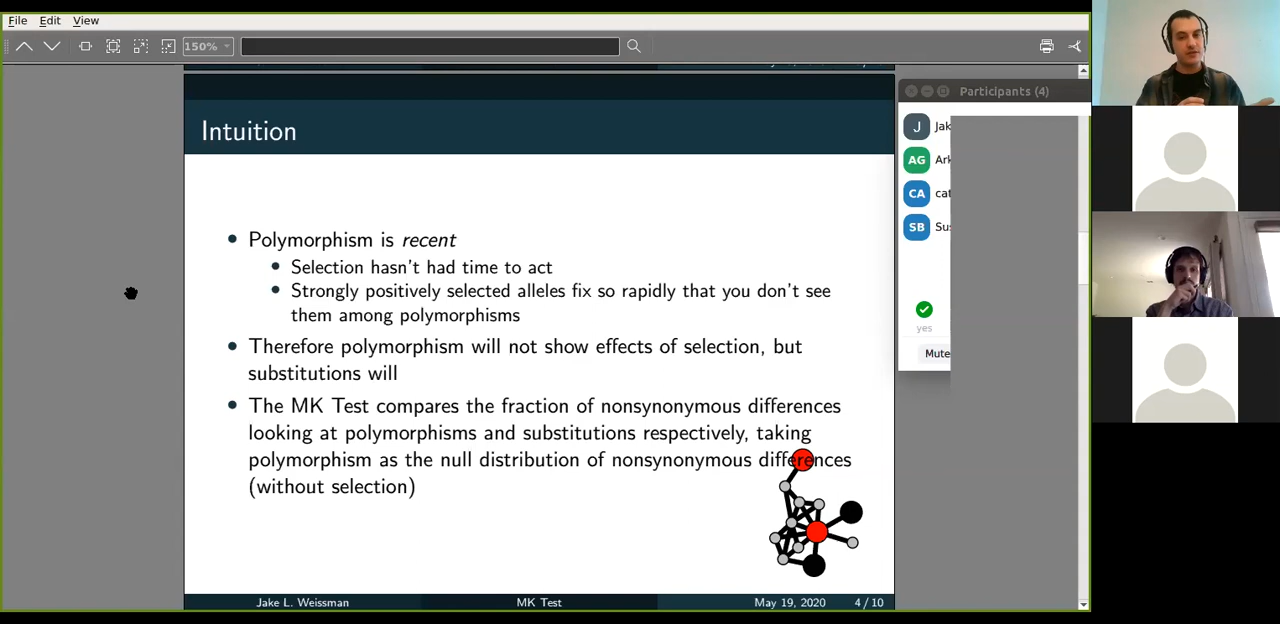 File Edit View
150%
Participants (4)
Intuition
J Jak
AG Ark
CA cat
SB Sus
• Polymorphism is recent
• Selection hasn't had time to act
• Strongly positively selected alleles fix so rapidly that you don't see
them among polymorphisms
• Therefore polymorphism will not show effects of selection, but
substitutions will
• The MK Test compares the fraction of nonsynonymous differences
looking at polymorphisms and substitutions respectively, taking
polymorphism as the null distribution of nonsynonymous differences
(without selection)
yes
Mute
Jake L. Weissman MK Test May 19, 2020 4 / 10